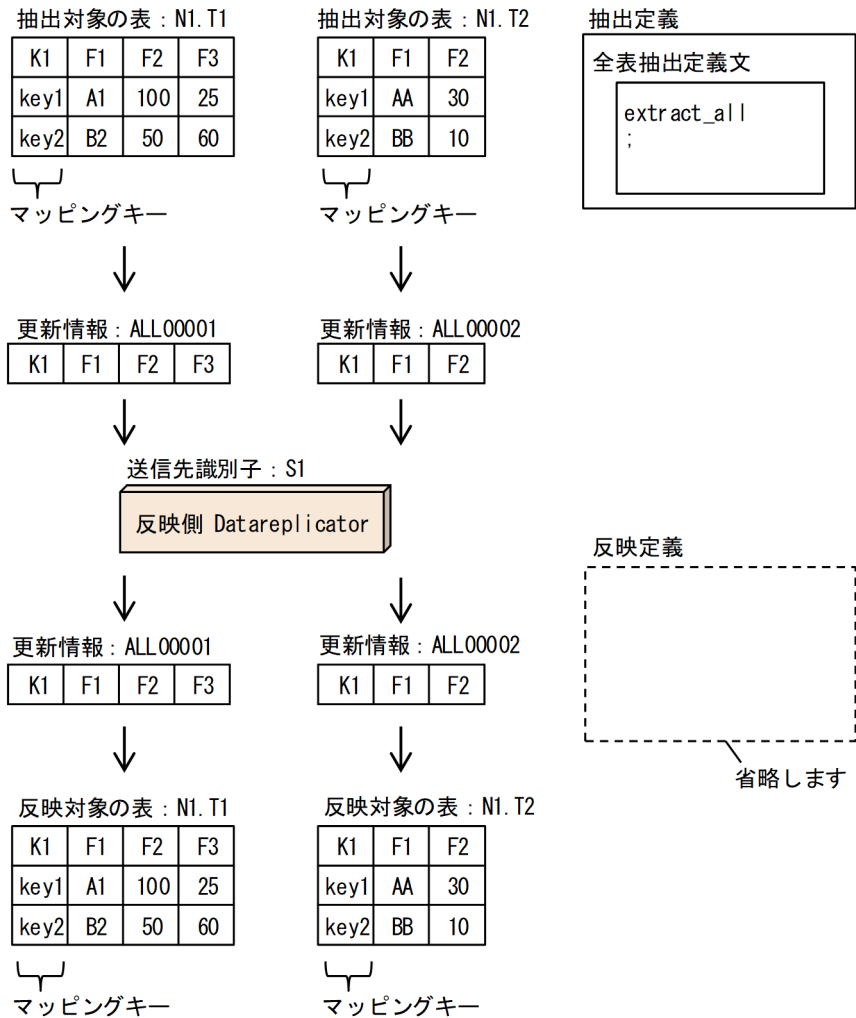 抽出対象の表：N1.T1
K1 F1 F2 F3
key1 A1 100 25
key2 B2 50 60
マッピングキー
抽出対象の表：N1.T2
K1 F1 F2
key1 AA 30
key2 BB 10
マッピングキー
抽出定義
全表抽出定義文
extract_all
;
更新情報：ALL00001
K1 F1 F2 F3
更新情報：ALL00002
K1 F1 F2
送信先識別子：S1
反映側 Datareplicator
反映定義
省略します
更新情報：ALL00001
K1 F1 F2 F3
更新情報：ALL00002
K1 F1 F2
反映対象の表：N1.T1
K1 F1 F2 F3
key1 A1 100 25
key2 B2 50 60
マッピングキー
反映対象の表：N1.T2
K1 F1 F2
key1 AA 30
key2 BB 10
マッピングキー